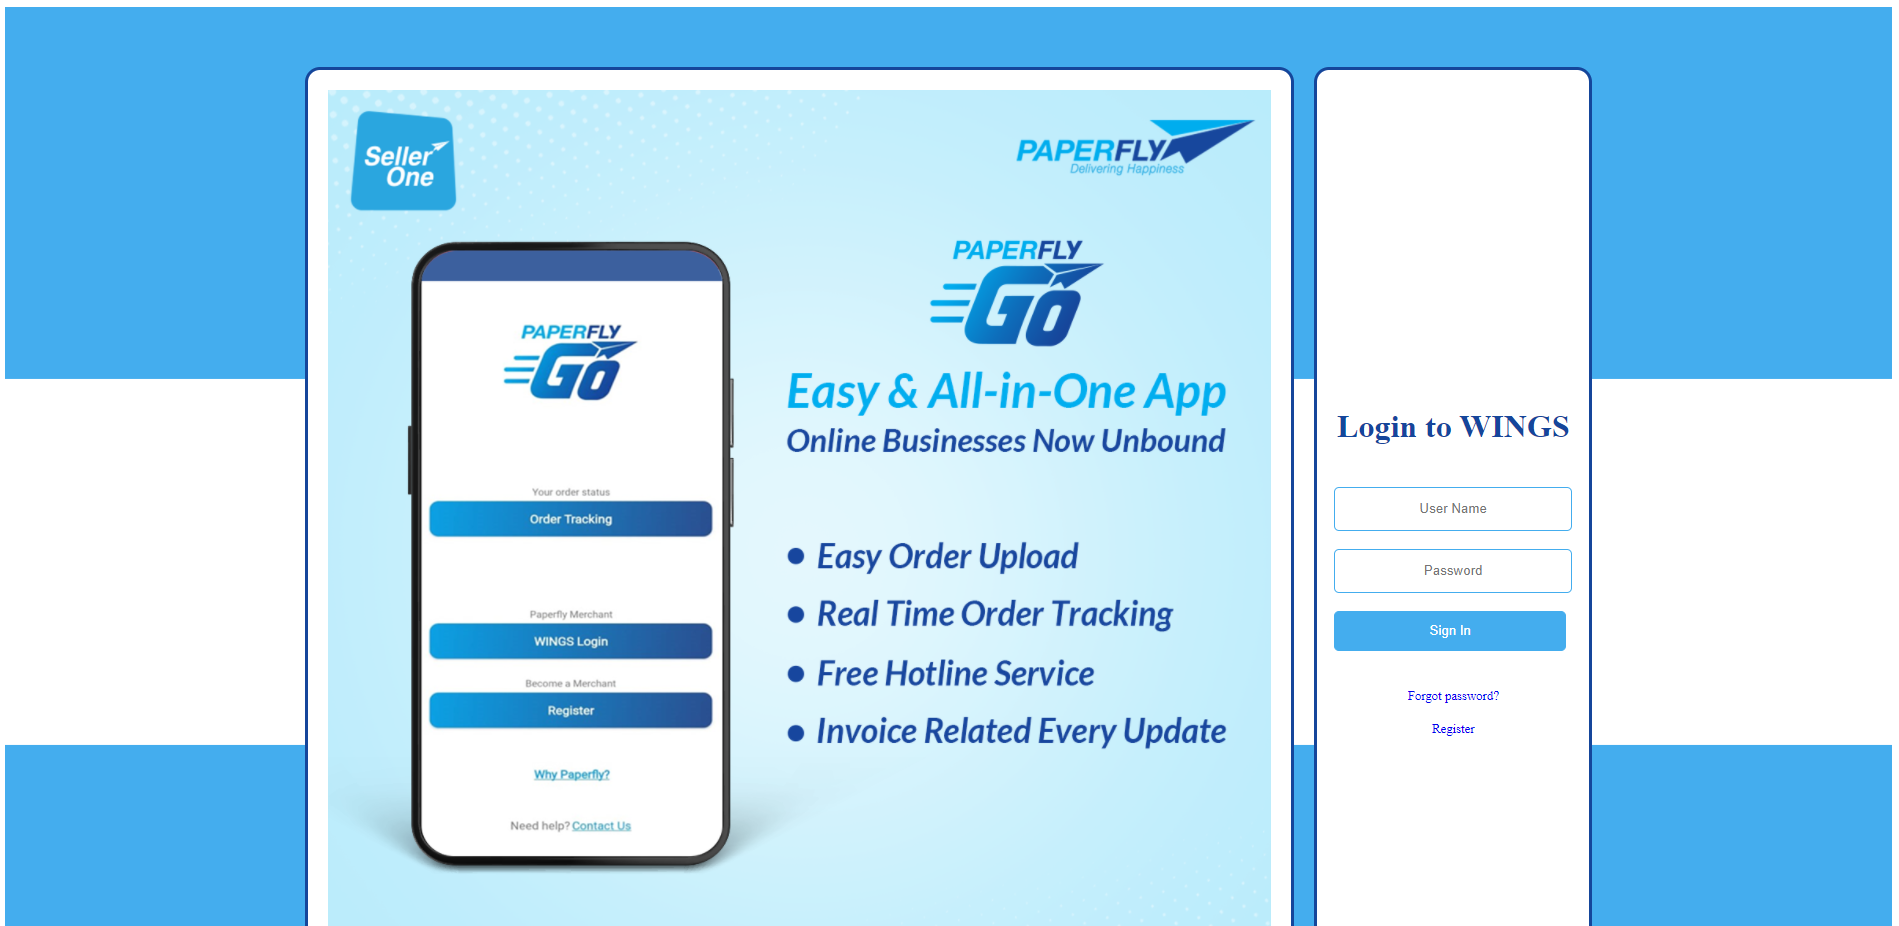 Seller
One
PAPERFLY
Delivering Happiness
PAPERFLY
GO
Your order status
Order Tracking
Paperfly Merchant
WINGS Login
Become a Merchant
Register
Why Paperfly?
Need help? Contact Us
PAPERFLY
GO
Easy & All-in-One App
Online Businesses Now Unbound
• Easy Order Upload
• Real Time Order Tracking
• Free Hotline Service
• Invoice Related Every Update
Login to WINGS
User Name
Password
Sign In
Forgot password?
Register